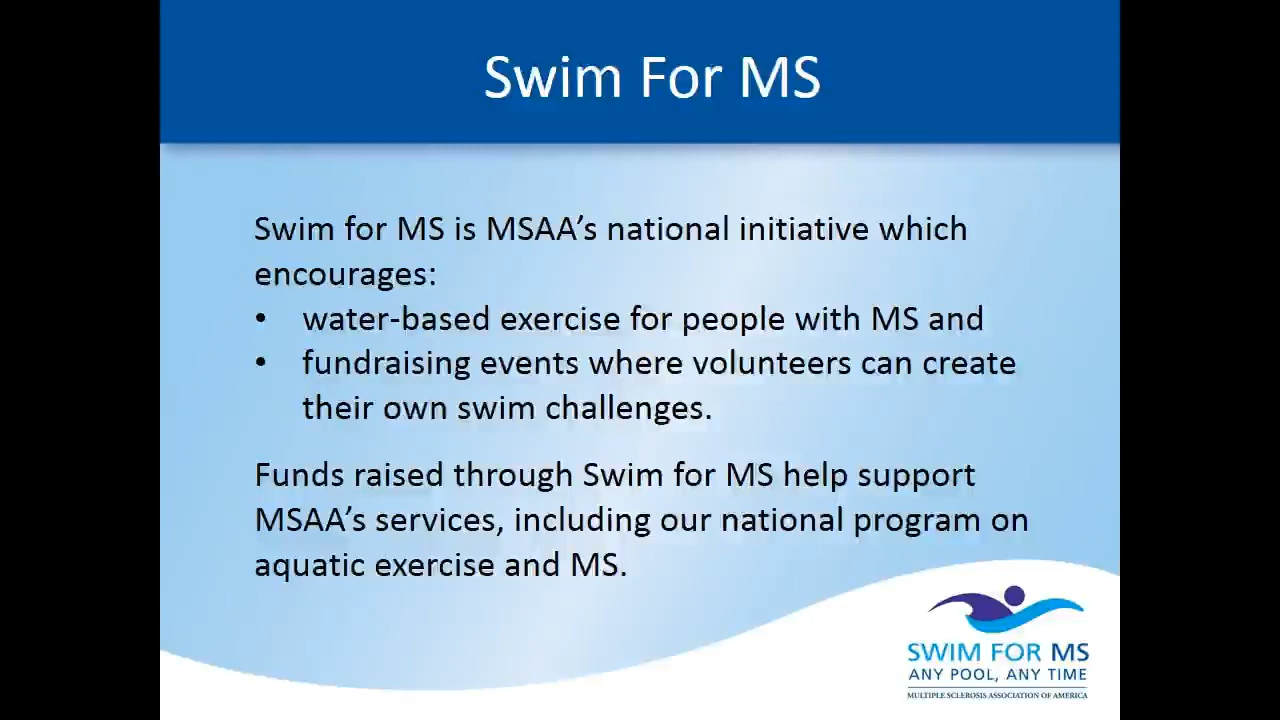 Swim For MS
Swim for MS is MSAA’s national initiative which
encourages:
• water-based exercise for people with MS and
• fundraising events where volunteers can create
their own swim challenges.
Funds raised through Swim for MS help support
MSAA’s services, including our national program on
aquatic exercise and MS.
SWIM FOR MS
ANY POOL, ANY TIME
MULTIPLE SCLEROSIS ASSOCIATION OF AMERICA